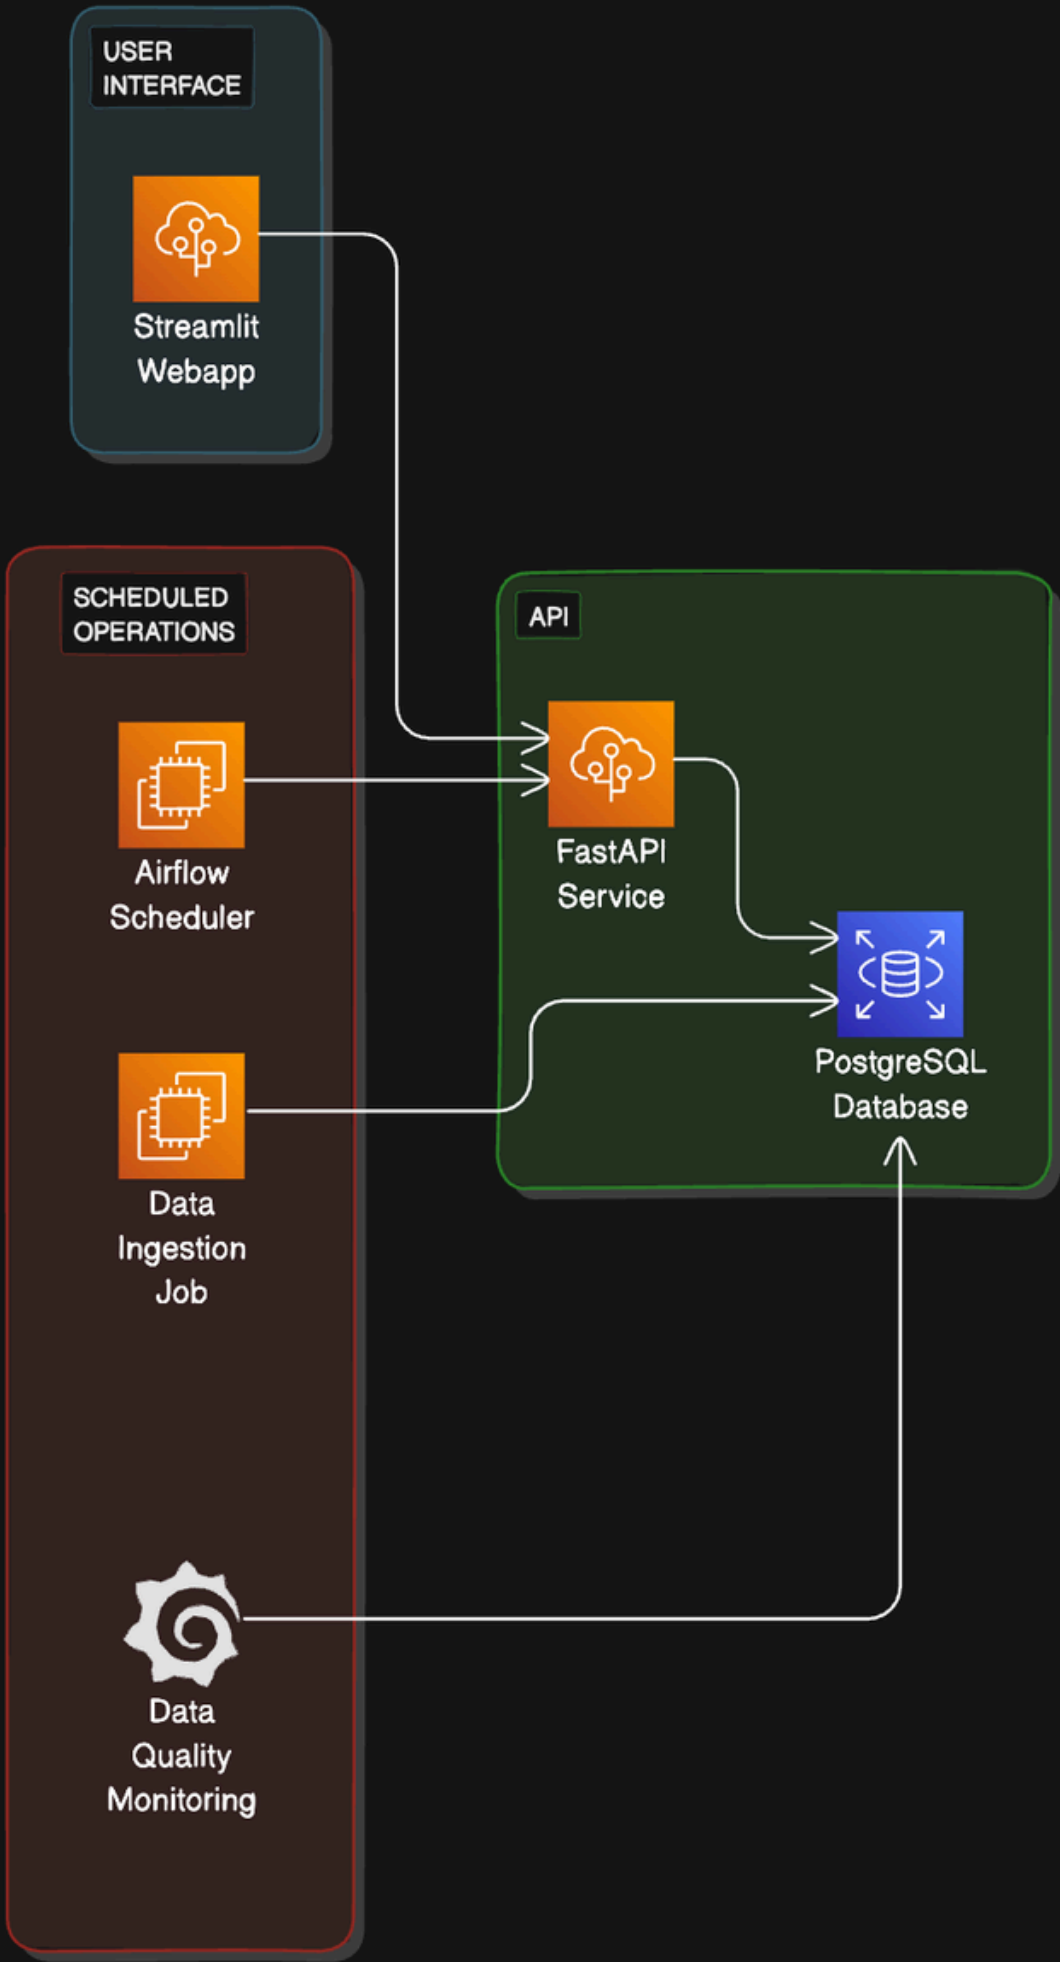 USER
INTERFACE
Streamlit
Webapp
SCHEDULED
OPERATIONS
Airflow
Scheduler
Data
Ingestion
Job
Data
Quality
Monitoring
API
FastAPI
Service
PostgreSQL
Database